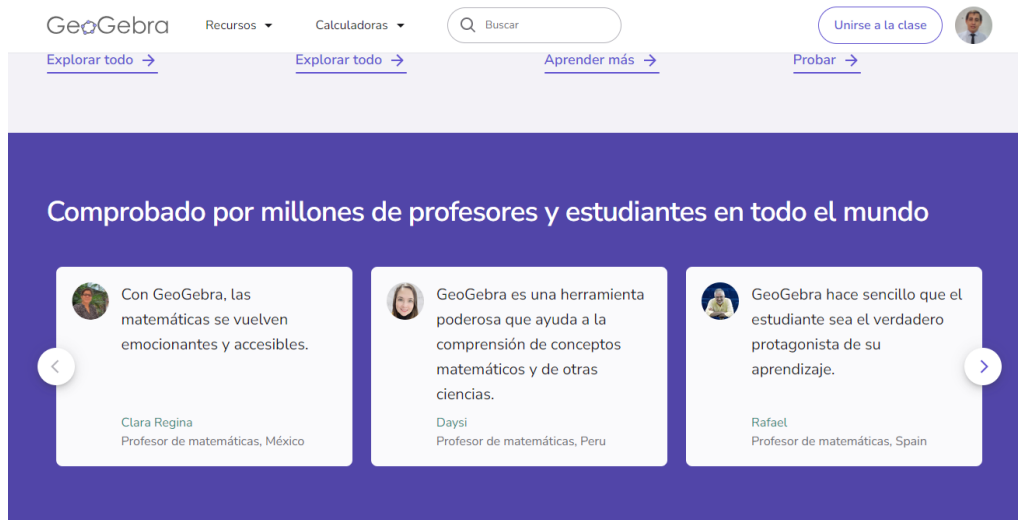 GeoGebra Recursos Calculadoras Buscar Unirse a la clase
Explorar todo → Explorar todo → Aprender más → Probar →
Comprobado por millones de profesores y estudiantes en todo el mundo
Con GeoGebra, las
matemáticas se vuelven
emocionantes y accesibles.
Clara Regina
Profesor de matemáticas, México
GeoGebra es una herramienta
poderosa que ayuda a la
comprensión de conceptos
matemáticos y de otras
ciencias.
Daysi
Profesor de matemáticas, Peru
GeoGebra hace sencillo que el
estudiante sea el verdadero
protagonista de su
aprendizaje.
Rafael
Profesor de matemáticas, Spain